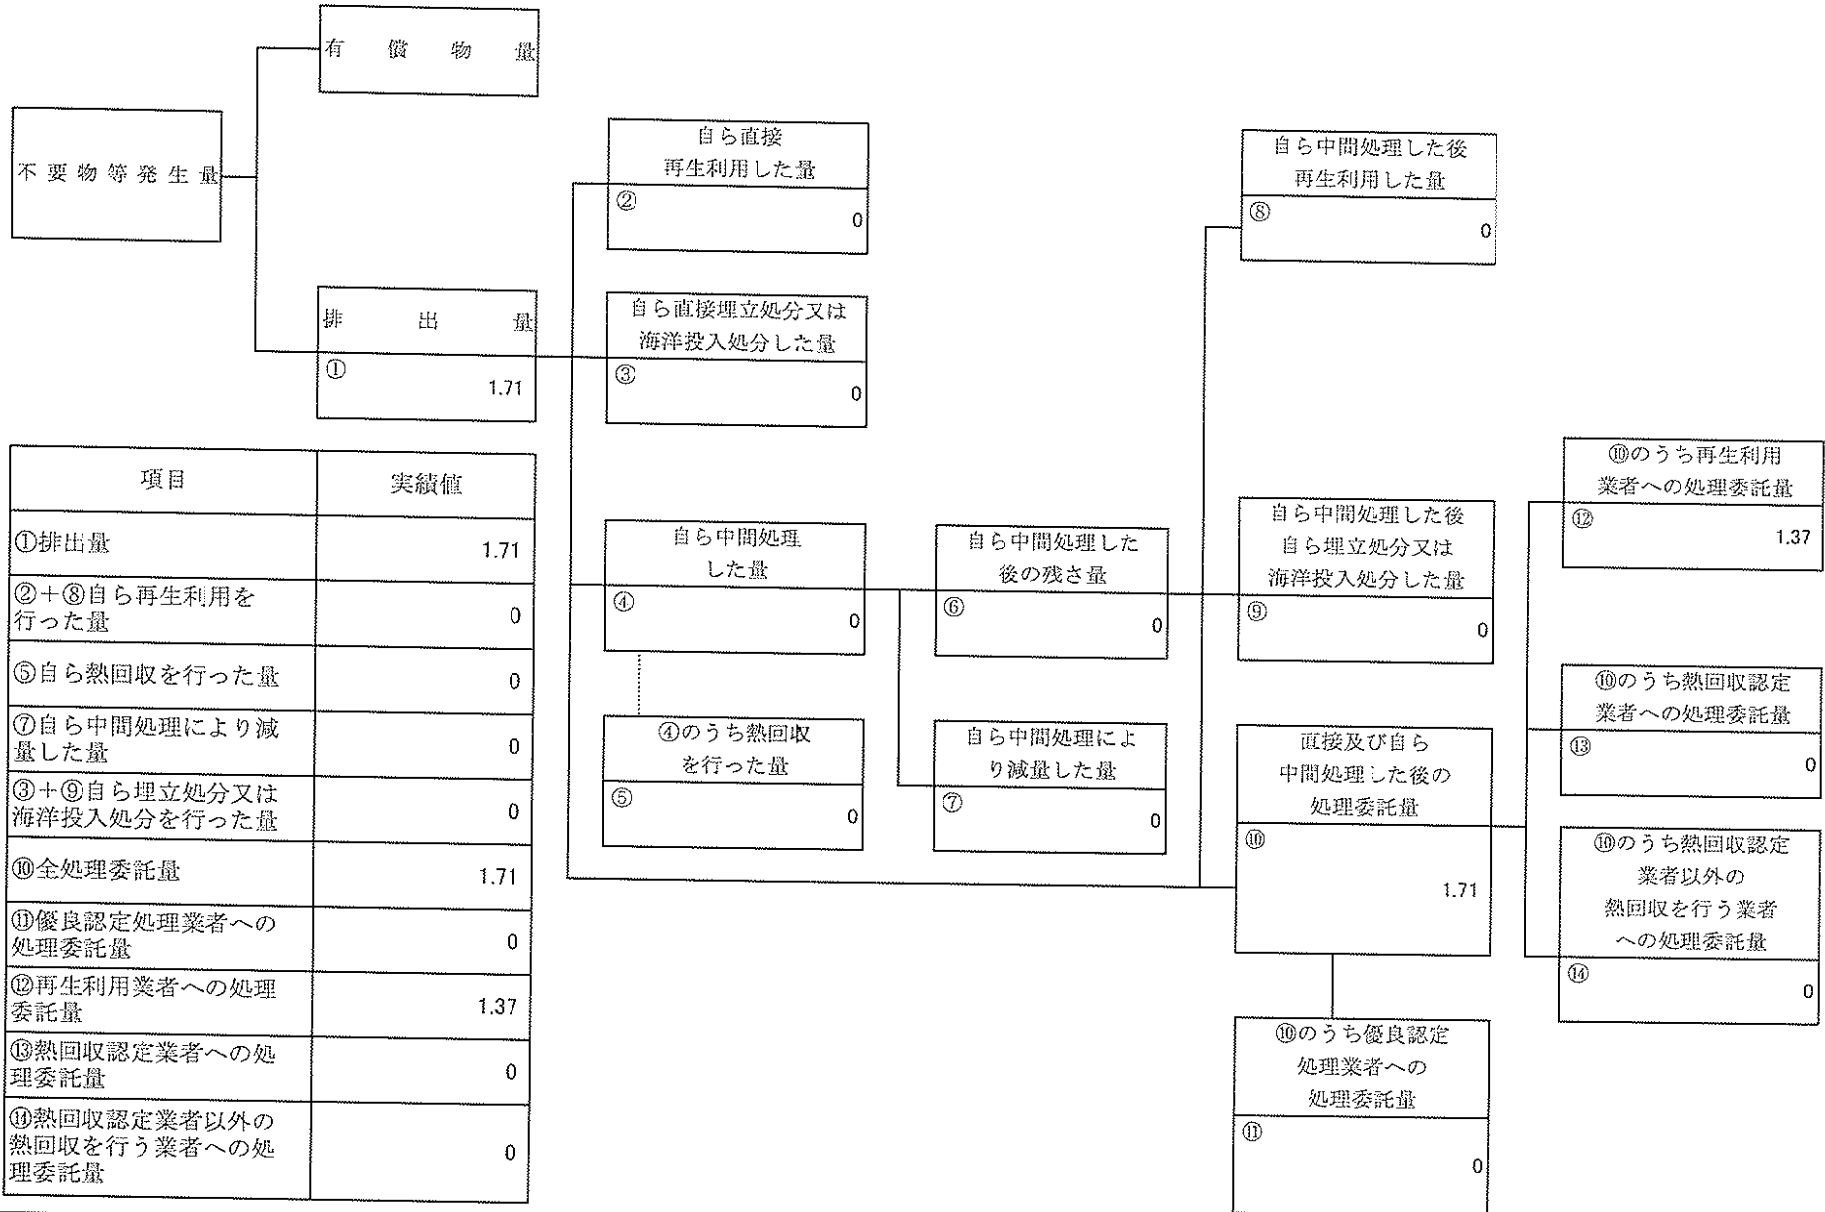 有償物量
不要物等発生量
排出量
①
1.71
自ら直接
再生利用した量
②
0
自ら直接埋立処分又は
海洋投入処分した量
③
0
自ら中間処理
した量
④
0
④のうち熱回収
を行った量
⑤
0
自ら中間処理した
後の残さ量
⑥
0
自ら中間処理によ
り減量した量
⑦
0
自ら中間処理した後
再生利用した量
⑧
0
自ら中間処理した後
自ら埋立処分又は
海洋投入処分した量
⑨
0
直接及び自ら
中間処理した後の
処理委託量
⑩
1.71
⑩のうち優良認定
処理業者への
処理委託量
⑪
0
⑩のうち再生利用
業者への処理委託量
⑫
1.37
⑩のうち熱回収認定
業者への処理委託量
⑬
0
⑩のうち熱回収認定
業者以外の
熱回収を行う業者
への処理委託量
⑭
0
項目 実績値
①排出量 1.71
②+⑧自ら再生利用を
行った量 0
⑤自ら熱回収を行った量 0
⑦自ら中間処理により減
量した量 0
③+⑨自ら埋立処分又は
海洋投入処分を行った量 0
⑩全処理委託量 1.71
⑪優良認定処理業者への
処理委託量 0
⑫再生利用業者への処理
委託量 1.37
⑬熱回収認定業者への処
理委託量 0
⑭熱回収認定業者以外の
熱回収を行う業者への処
理委託量 0